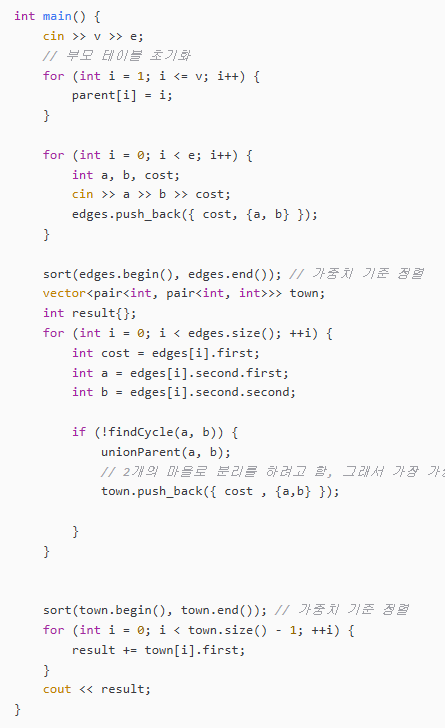 int main() {
cin >> v >> e;
// 부모 테이블 초기화
for (int i = 1; i <= v; i++) {
parent[i] = i;
}
for (int i = 0; i < e; i++) {
int a, b, cost;
cin >> a >> b >> cost;
edges.push_back({ cost, {a, b} });
}
sort(edges.begin(), edges.end()); // 가중치 기준 정렬
vector<pair<int, pair<int, int>>> town;
int result{};
for (int i = 0; i < edges.size(); ++i) {
int cost = edges[i].first;
int a = edges[i].second.first;
int b = edges[i].second.second;
if (!findCycle(a, b)) {
unionParent(a, b);
// 2개의 마을로 분리를 하려고 함, 그래서 가장
town.push_back({ cost , {a,b} });
}
}
sort(town.begin(), town.end()); // 가중치 기준 정렬
for (int i = 0; i < town.size() - 1; ++i) {
result += town[i].first;
}
cout << result;
}